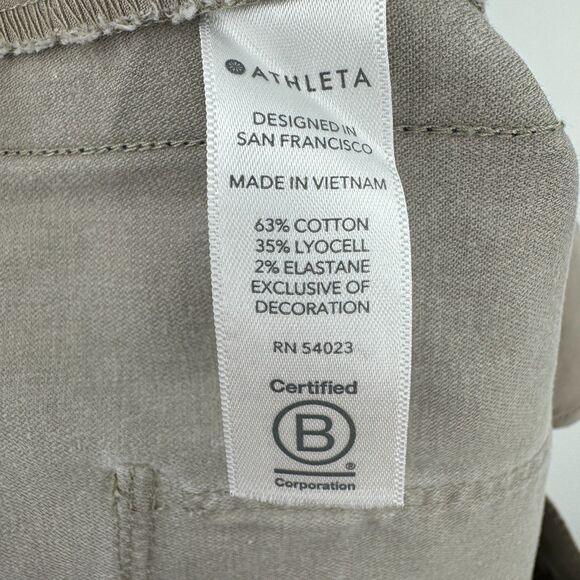 ATHLETA
DESIGNED IN
SAN FRANCISCO
MADE IN VIETNAM
63% COTTON
35% LYOCELL
2% ELASTANE
EXCLUSIVE OF
DECORATION
RN 54023
Certified
B
®
Corporation